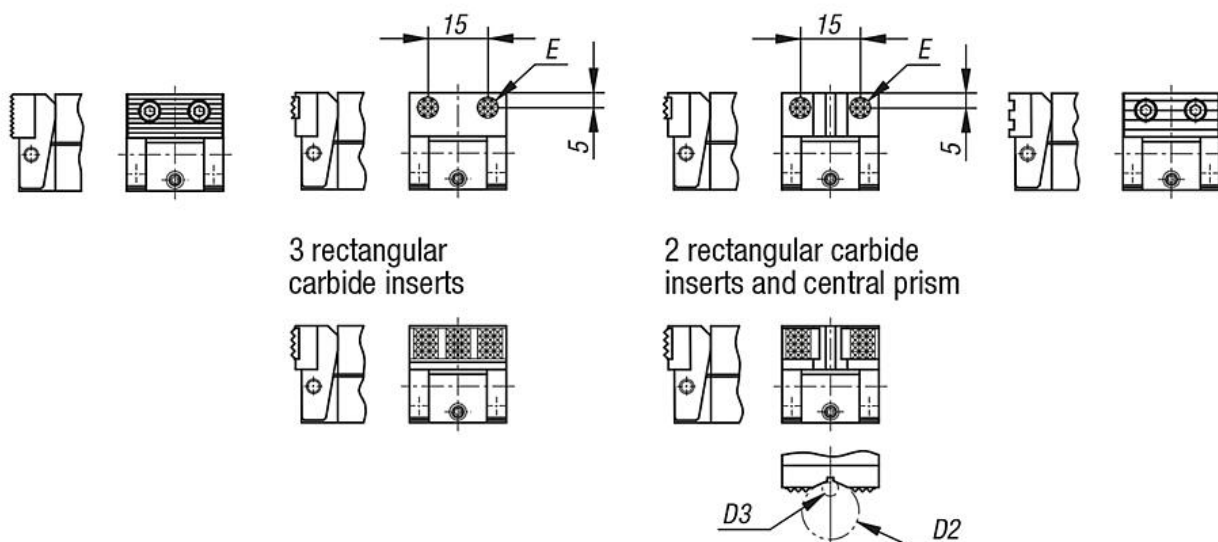 15
E
5
15
E
5
3 rectangular
carbide inserts
2 rectangular carbide
inserts and central prism
D3
D2